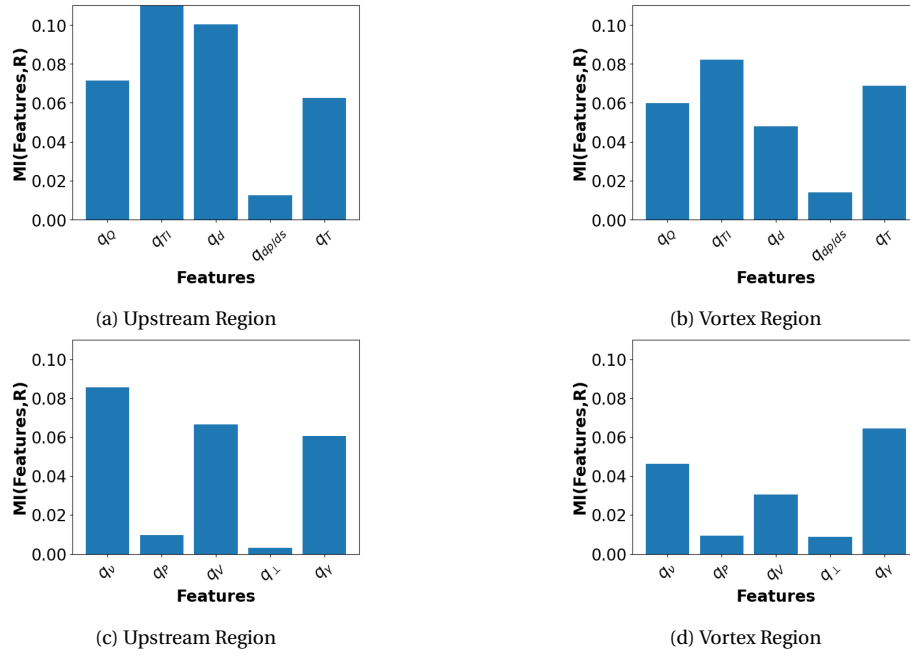 MI(Features,R)
0.10
0.08
0.06
0.04
0.02
0.00
q_Q q_TI q_d q_dp/ds q_T
Features
(a) Upstream Region
MI(Features,R)
0.10
0.08
0.06
0.04
0.02
0.00
q_Q q_TI q_d q_dp/ds q_T
Features
(b) Vortex Region
MI(Features,R)
0.10
0.08
0.06
0.04
0.02
0.00
q_ν q_P q_V q_⊥ q_γ
Features
(c) Upstream Region
MI(Features,R)
0.10
0.08
0.06
0.04
0.02
0.00
q_ν q_P q_V q_⊥ q_γ
Features
(d) Vortex Region